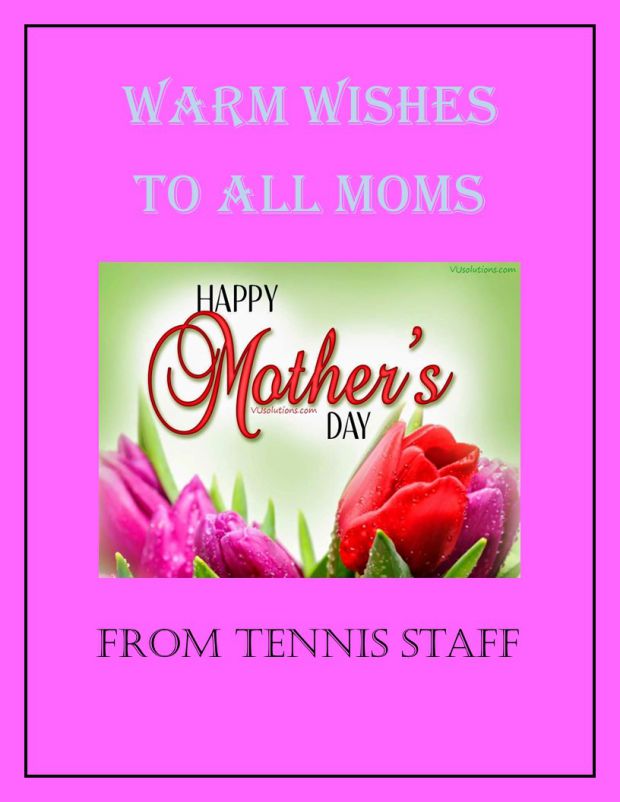 WARM WISHES
TO ALL MOMS
VUsolutions.com
HAPPY
Mother's
VUsolutions.com
DAY
FROM TENNIS STAFF